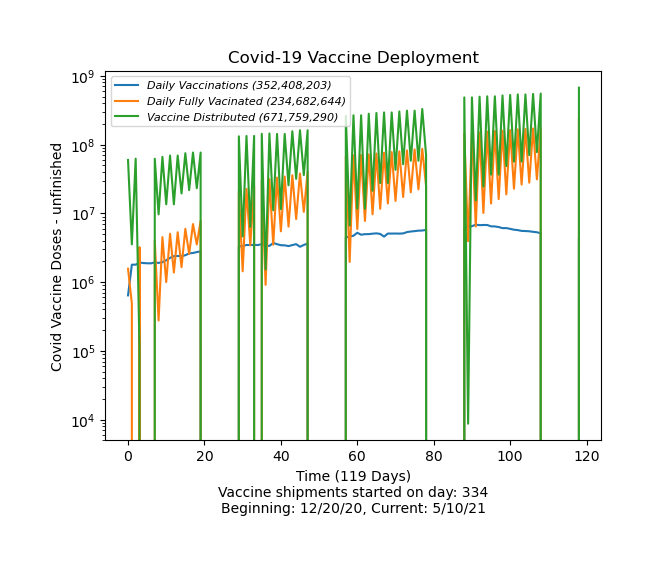 Covid-19 Vaccine Deployment
10^9
10^8
10^7
10^6
10^5
10^4
Covid Vaccine Doses - unfinished
Daily Vaccinations (352,408,203)
Daily Fully Vacinated (234,682,644)
Vaccine Distributed (671,759,290)
0 20 40 60 80 100 120
Time (119 Days)
Vaccine shipments started on day: 334
Beginning: 12/20/20, Current: 5/10/21